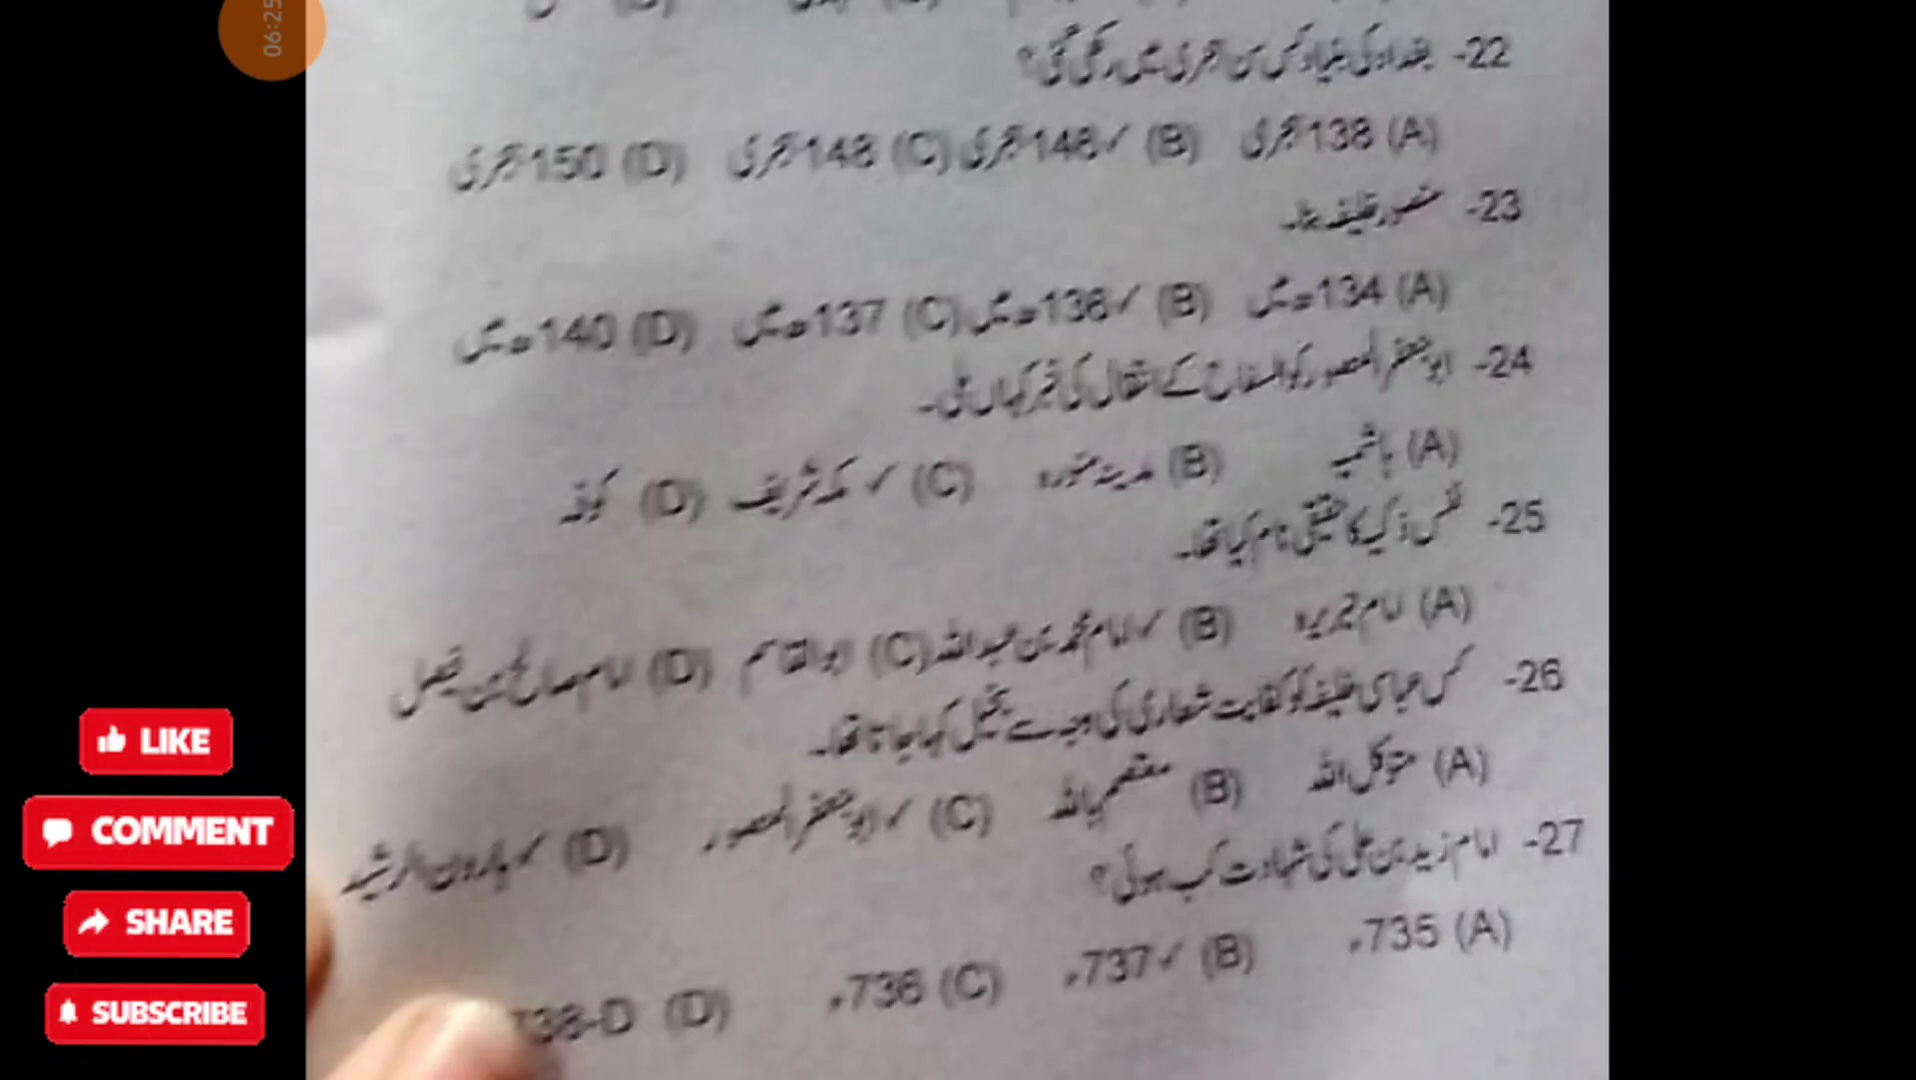 06:25
22- بغداد کی بنیاد کس سن ہجری میں رکھی گئی؟
(A) 138 ہجری (B) ✓146 ہجری (C) 148 ہجری (D) 150 ہجری
23- منصور خلیفہ بنا۔
(A) 134ھ میں (B) ✓136ھ میں (C) 137ھ میں (D) 140ھ میں
24- ابو جعفر المنصور کو السفاح کے انتقال کی خبر کہاں ملی۔
(A) ہاشمیہ (B) مدینہ منورہ (C) ✓ مکہ شریف (D) کوفہ
25- نفس زکیہ کا حقیقی نام کیا تھا۔
(A) امام (B) ✓امام محمد بن عبداللہ (C) ابوالقاسم (D) امام صالح بن فیصل
26- کس عباسی خلیفہ کو کفایت شعاری کی وجہ سے بخیل کہا جاتا تھا۔
(A) متوکل اللہ (B) معتصم باللہ (C) ✓ابو جعفر المنصور (D) ✓ہارون الرشید
27- امام زید بن علی کی شہادت کب ہوئی؟
(A) 735ء (B) ✓737ء (C) 736ء (D) 738-D
LIKE
COMMENT
SHARE
SUBSCRIBE